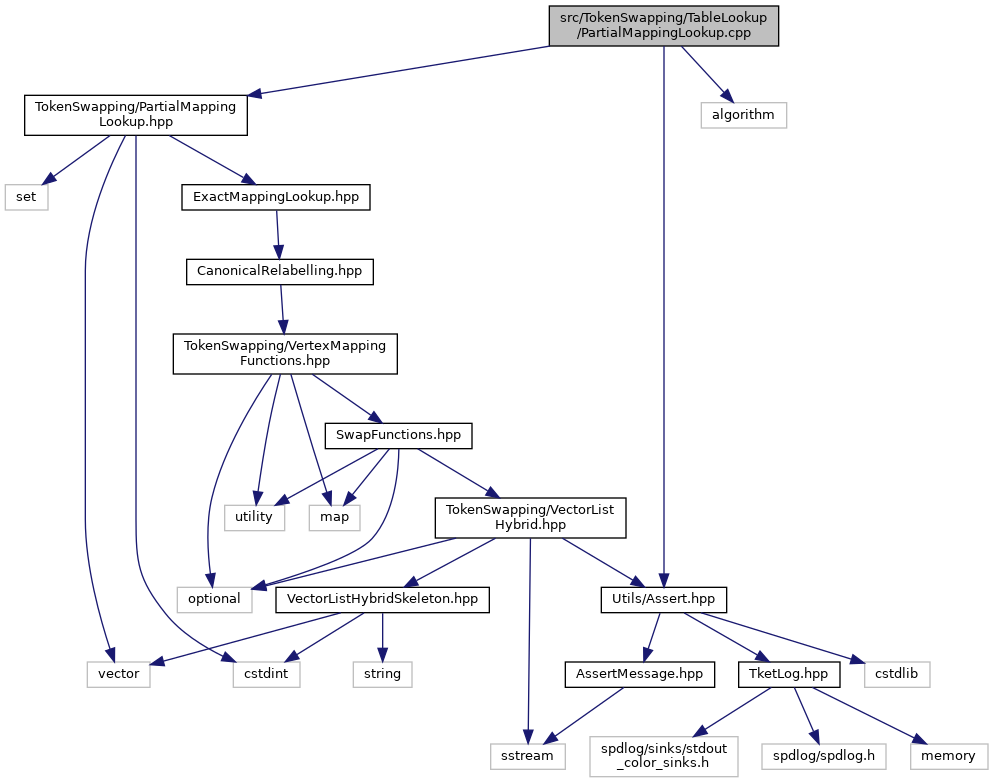 src/TokenSwapping/TableLookup
/PartialMappingLookup.cpp
TokenSwapping/PartialMapping
Lookup.hpp
algorithm
set
ExactMappingLookup.hpp
CanonicalRelabelling.hpp
TokenSwapping/VertexMapping
Functions.hpp
SwapFunctions.hpp
utility
map
TokenSwapping/VectorList
Hybrid.hpp
optional
VectorListHybridSkeleton.hpp
Utils/Assert.hpp
vector
cstdint
string
AssertMessage.hpp
TketLog.hpp
cstdlib
sstream
spdlog/sinks/stdout
_color_sinks.h
spdlog/spdlog.h
memory